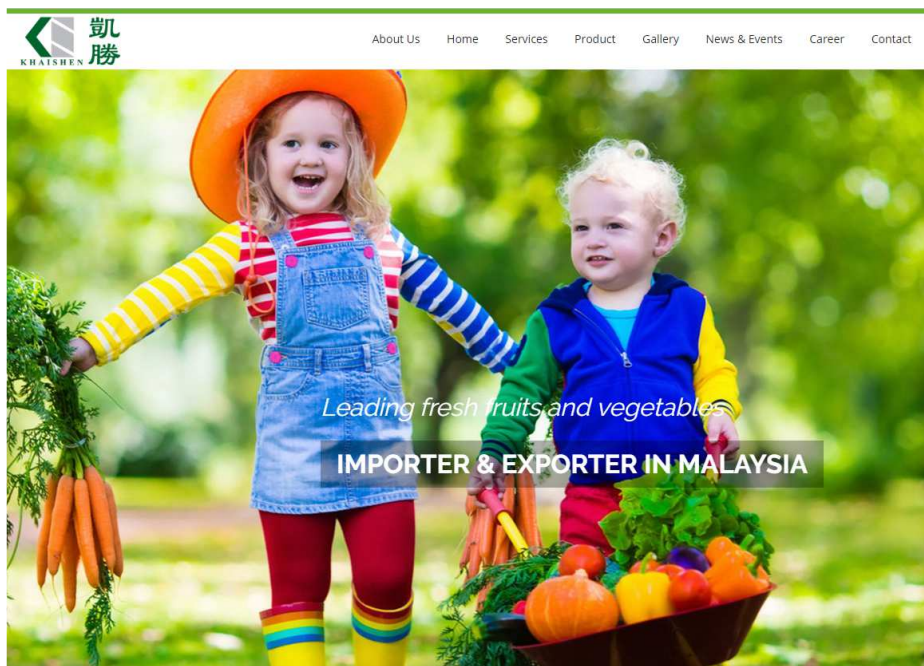 凱
勝
KHAISHEN
About Us Home Services Product Gallery News & Events Career Contact
Leading fresh fruits and vegetables
IMPORTER & EXPORTER IN MALAYSIA